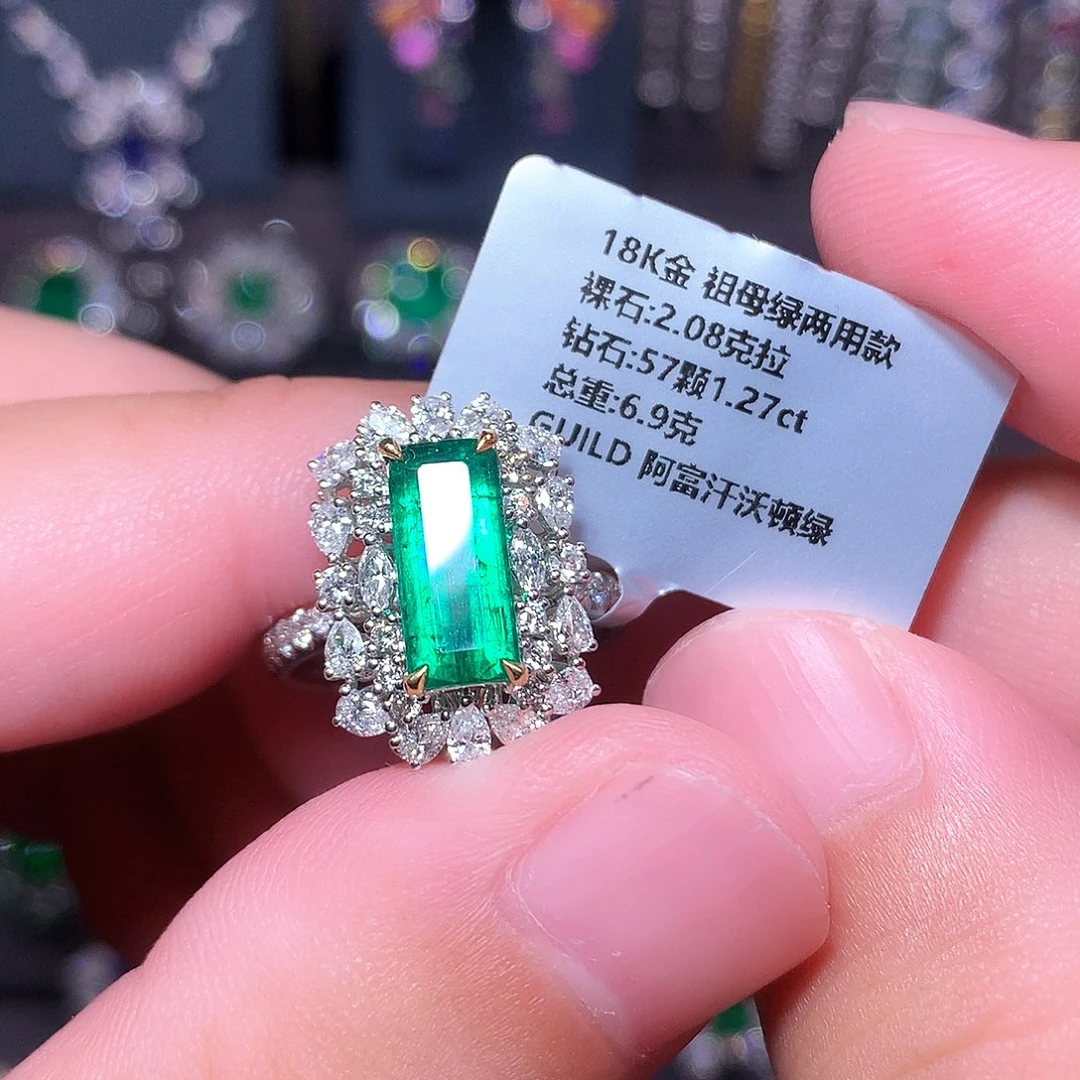 18K金 祖母绿两用款
裸石:2.08克拉
钻石:57颗1.27ct
总重:6.9克
GUILD 阿富汗沃顿绿